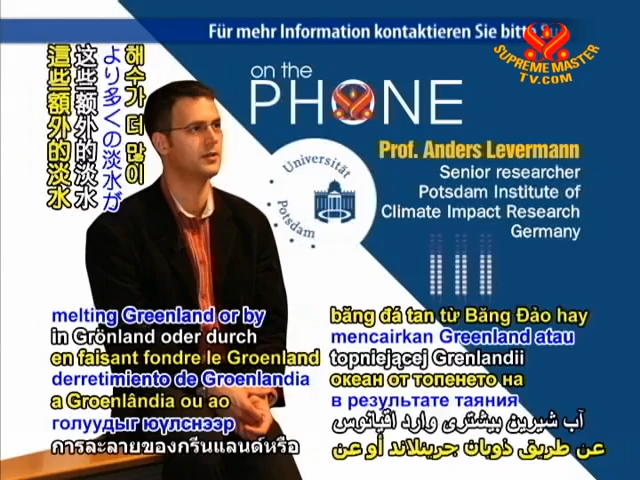 Für mehr Information kontaktieren Sie bitte
SUPREME MASTER
TV.COM
on the
PHONE
Prof. Anders Levermann
Senior researcher
Potsdam Institute of
Climate Impact Research
Germany
Universität
Potsdam
這些額外的淡水
这些额外的淡水
より多くの淡水が
해수가 더 많이
melting Greenland or by
in Grönland oder durch
en faisant fondre le Groenland
derretimiento de Groenlandia
a Groenlândia ou ao
голуудыг юүлснээр
การละลายของกรีนแลนด์หรือ
băng đá tan từ Băng Đảo hay
mencairkan Greenland atau
topniejącej Grenlandii
океан от топенето на
в результате таяния
آب شیرین بیشتری وارد اقیانوس
عن طريق ذوبان جرينلاند أو عن